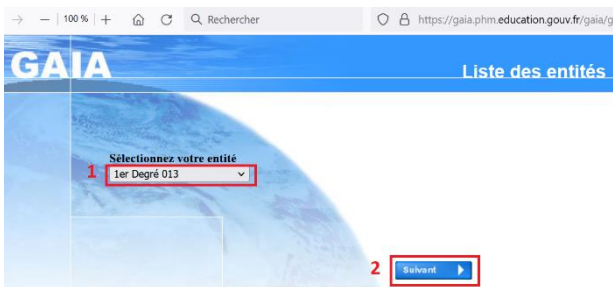 100 %
Rechercher
https://gaia.phm.education.gouv.fr/gaia/g
GAIA
Liste des entités
Sélectionnez votre entité
1
1er Degré 013
2
Suivant